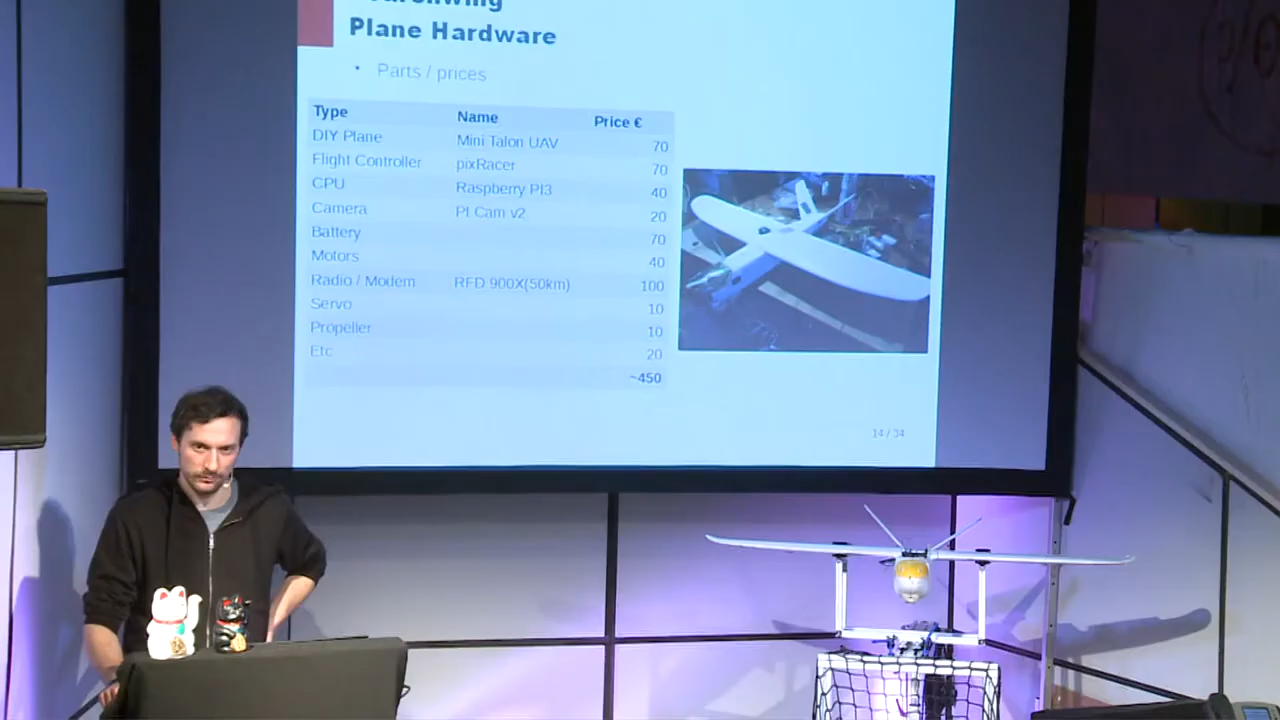 Plane Hardware
• Parts / prices
Type Name Price €
DIY Plane Mini Talon UAV 70
Flight Controller pixRacer 70
CPU Raspberry PI3 40
Camera PI Cam v2 20
Battery 70
Motors 40
Radio / Modem RFD 900X(50km) 100
Servo 10
Propeller 10
Etc 20
~450
14 / 34